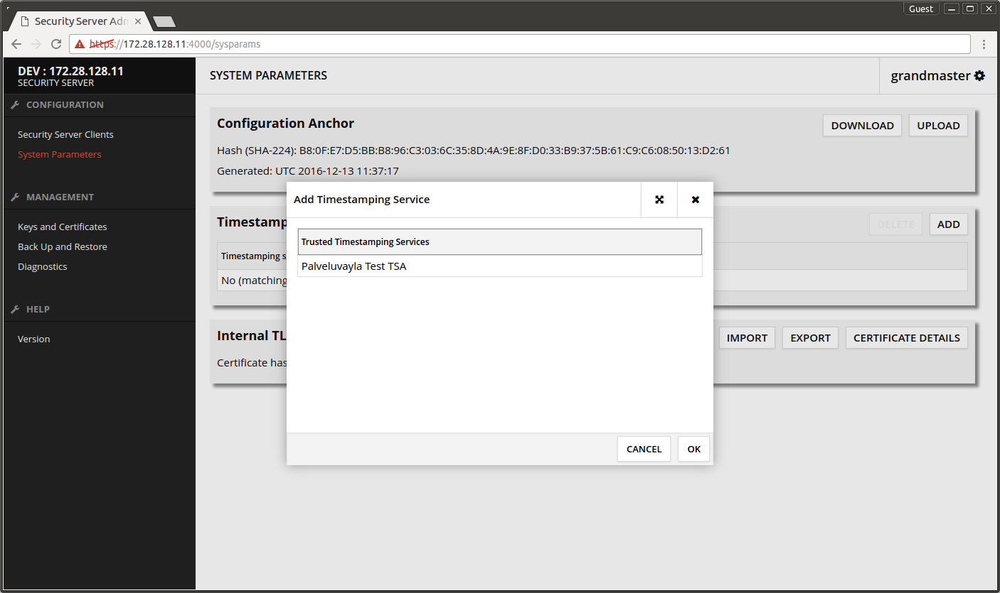 Guest
Security Server Adm
https://172.28.128.11:4000/sysparams
DEV : 172.28.128.11
SECURITY SERVER
SYSTEM PARAMETERS
grandmaster
CONFIGURATION
Security Server Clients
System Parameters
MANAGEMENT
Keys and Certificates
Back Up and Restore
Diagnostics
HELP
Version
Configuration Anchor
DOWNLOAD
UPLOAD
Hash (SHA-224): B8:0F:E7:D5:BB:B8:96:C3:03:6C:35:8D:4A:9E:8F:D0:33:B9:37:5B:61:C9:C6:08:50:13:D2:61
Generated: UTC 2016-12-13 11:37:17
Timestamp
DELETE
ADD
Timestamping s
No (matching
Internal TL
IMPORT
EXPORT
CERTIFICATE DETAILS
Certificate has
Add Timestamping Service
Trusted Timestamping Services
Palveluvayla Test TSA
CANCEL
OK